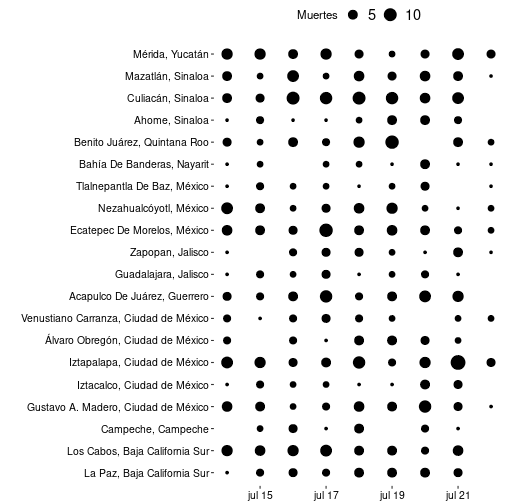 Muertes 5 10
Mérida, Yucatán
Mazatlán, Sinaloa
Culiacán, Sinaloa
Ahome, Sinaloa
Benito Juárez, Quintana Roo
Bahía De Banderas, Nayarit
Tlalnepantla De Baz, México
Nezahualcóyotl, México
Ecatepec De Morelos, México
Zapopan, Jalisco
Guadalajara, Jalisco
Acapulco De Juárez, Guerrero
Venustiano Carranza, Ciudad de México
Álvaro Obregón, Ciudad de México
Iztapalapa, Ciudad de México
Iztacalco, Ciudad de México
Gustavo A. Madero, Ciudad de México
Campeche, Campeche
Los Cabos, Baja California Sur
La Paz, Baja California Sur
jul 15 jul 17 jul 19 jul 21